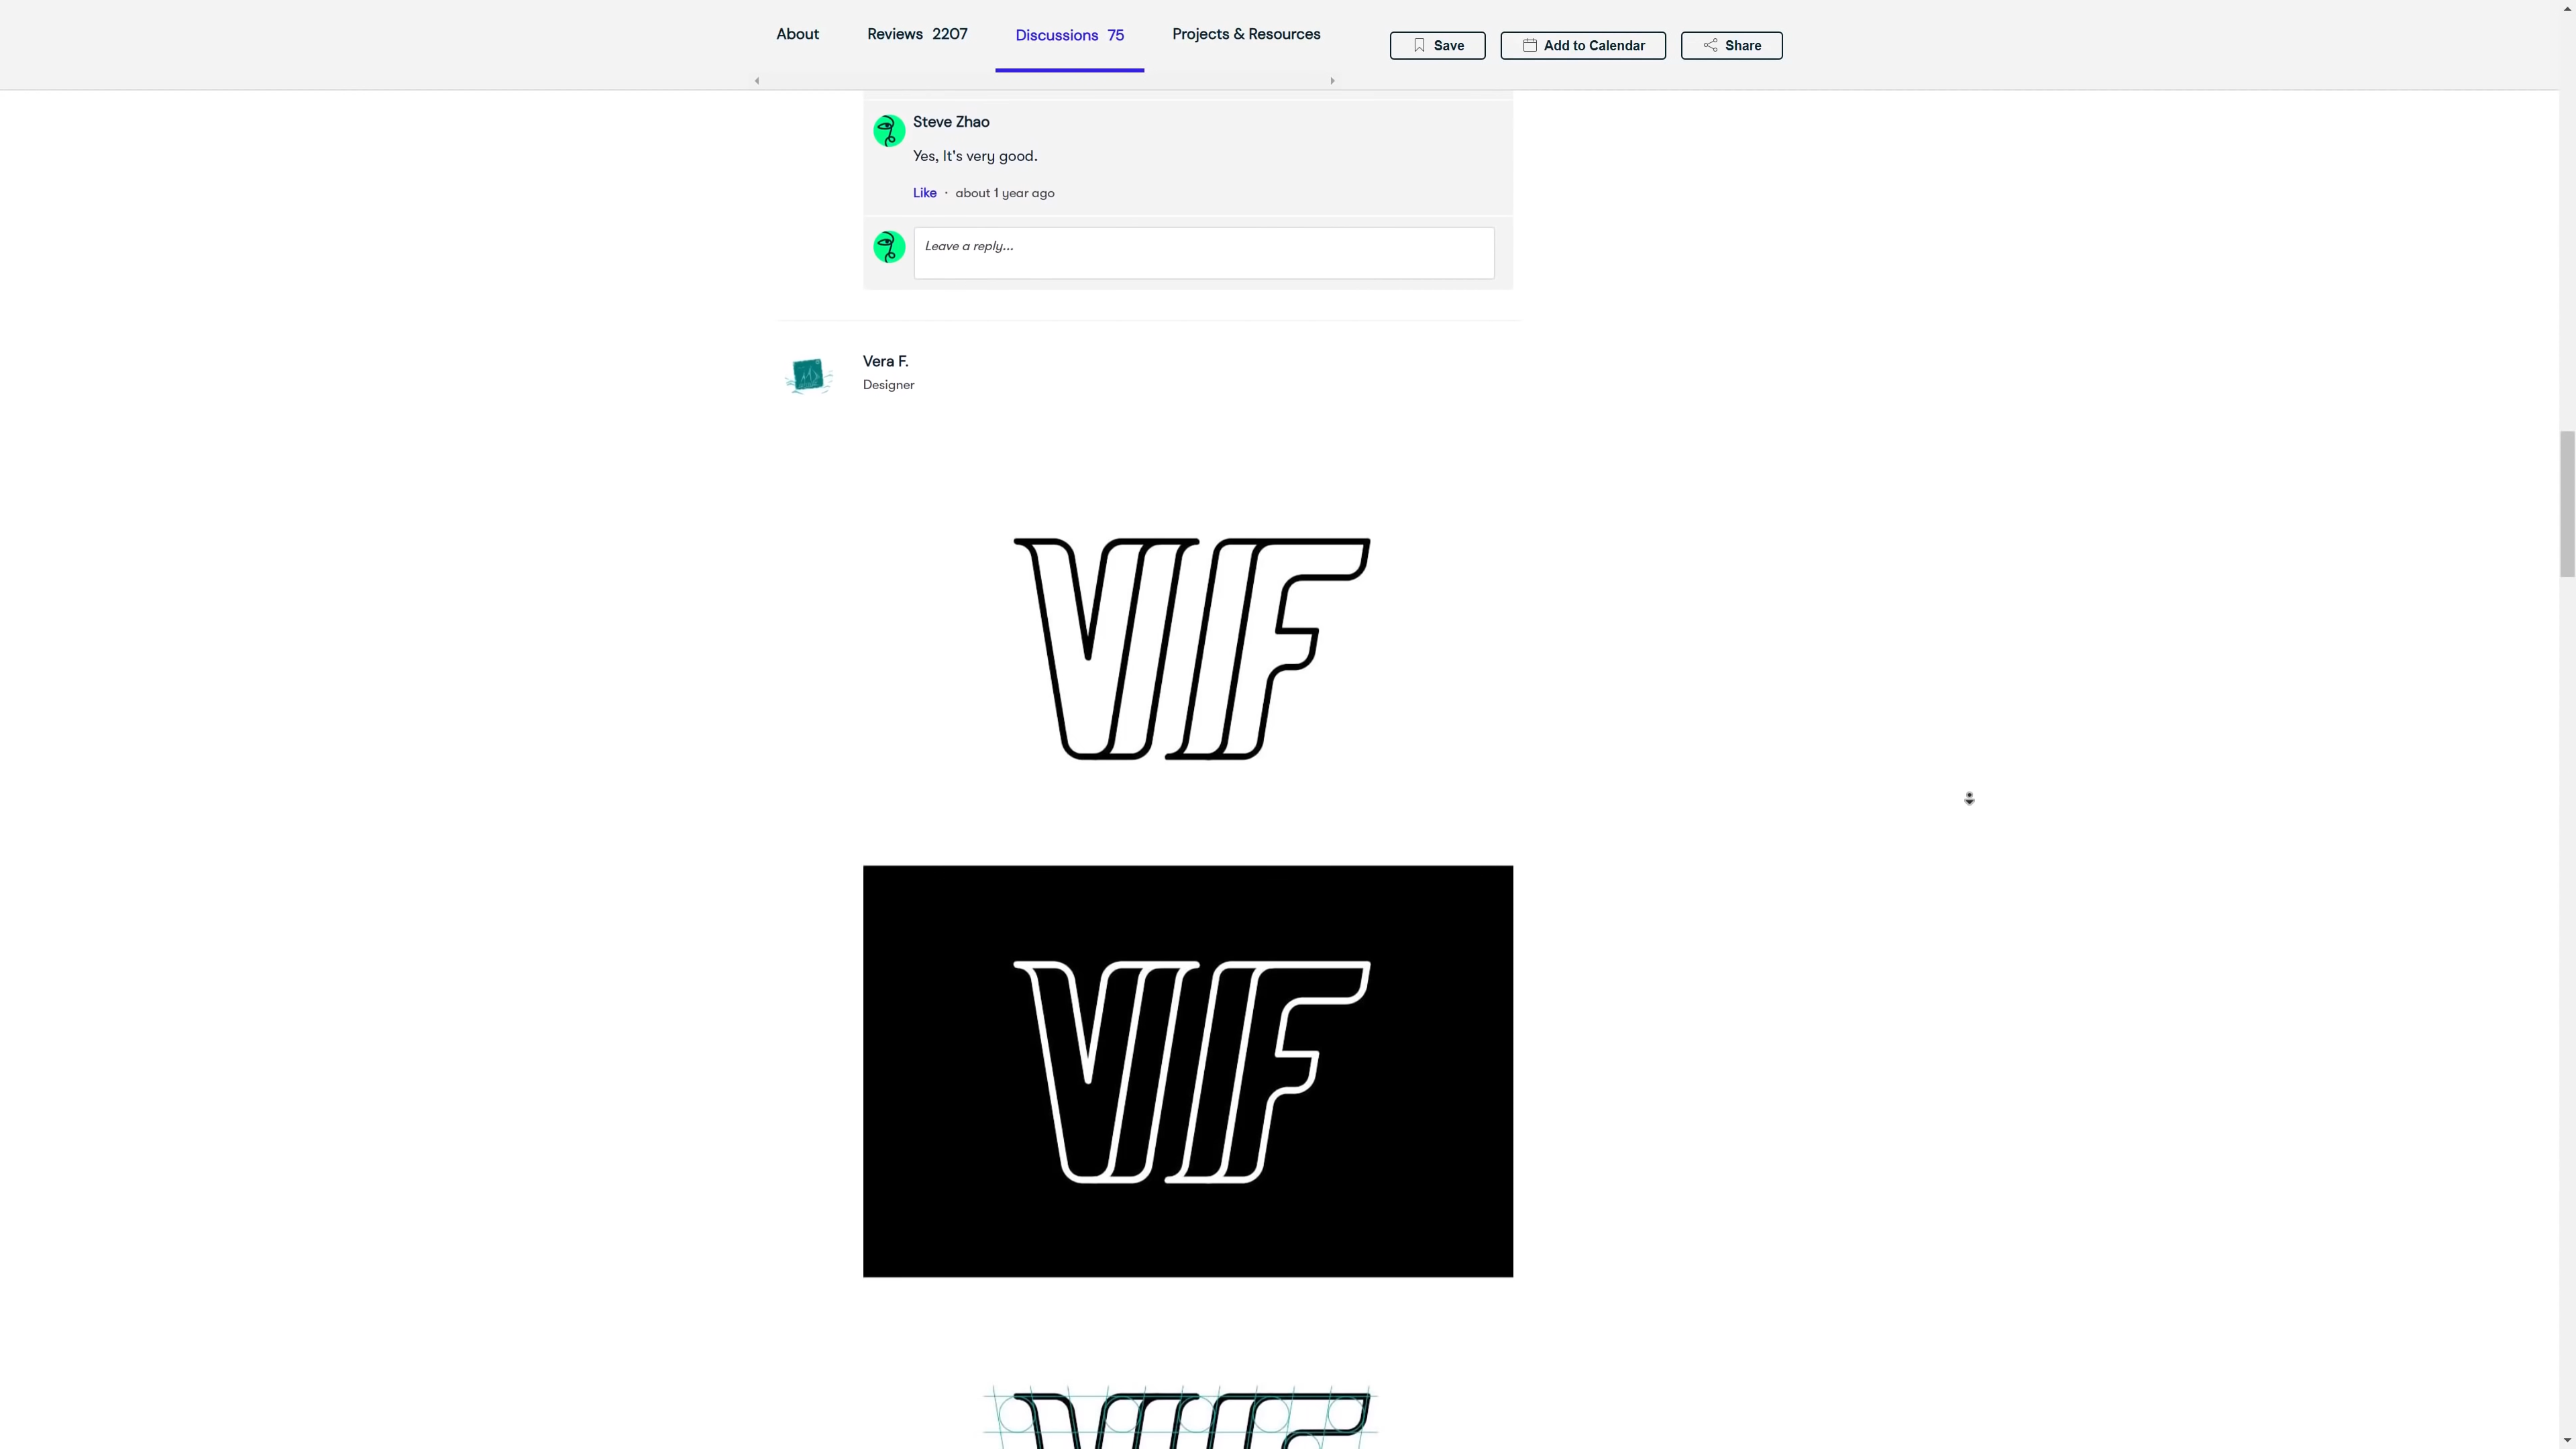 About Reviews 2207 Discussions 75 Projects & Resources Save Add to Calendar Share
Steve Zhao
Yes, It's very good.
Like · about 1 year ago
Leave a reply...
Vera F.
Designer
VIF
VIF
VIF